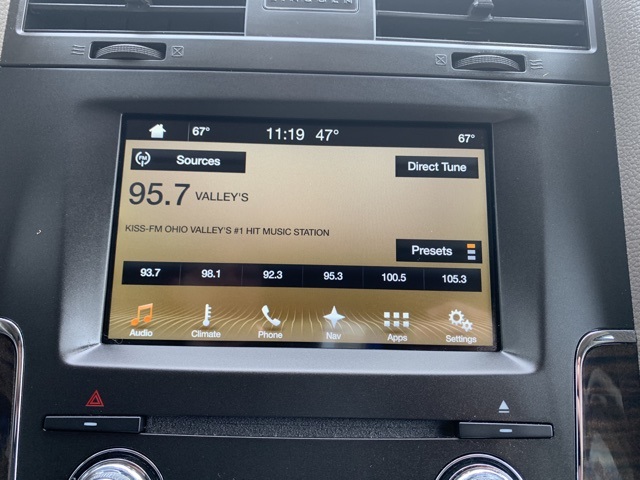 67° 11:19 47° 67°
FM Sources Direct Tune
95.7 VALLEY'S
KISS-FM OHIO VALLEY'S #1 HIT MUSIC STATION
Presets
93.7 98.1 92.3 95.3 100.5 105.3
Audio Climate Phone Nav Apps Settings